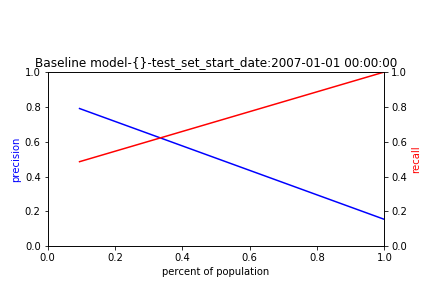 Baseline model-{}-test_set_start_date:2007-01-01 00:00:00
1.0
0.8
0.6
0.4
0.2
0.0
precision
1.0
0.8
0.6
0.4
0.2
0.0
recall
0.0 0.2 0.4 0.6 0.8 1.0
percent of population